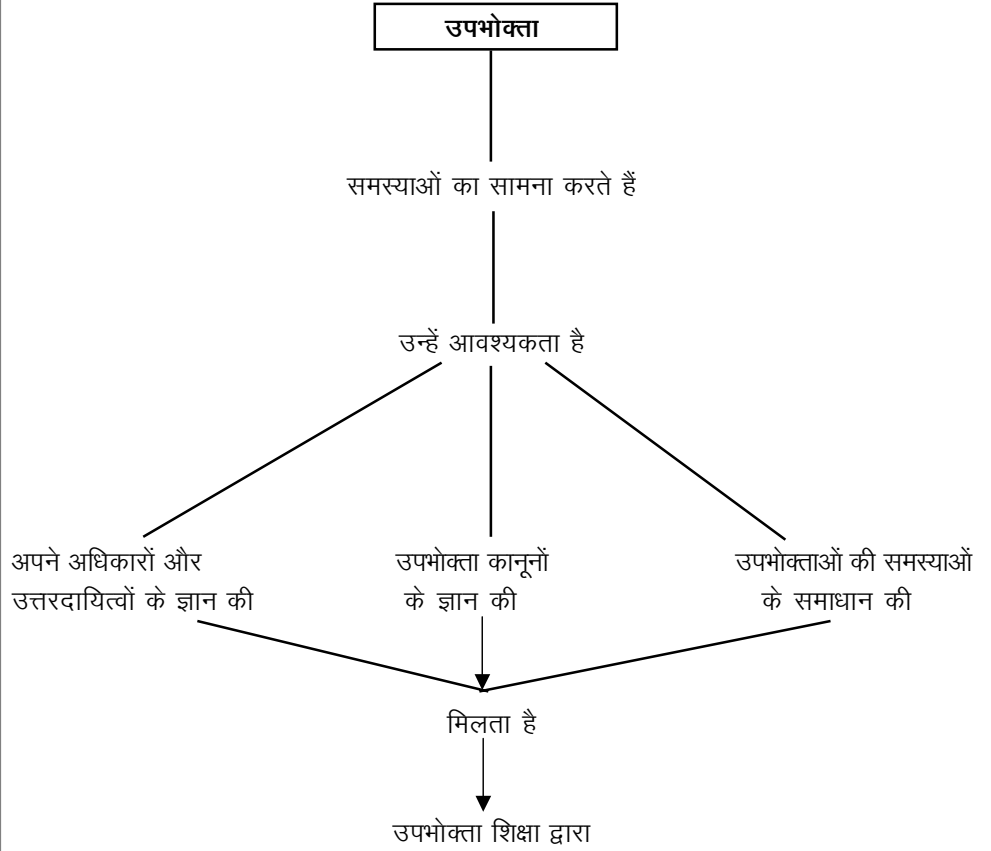 उपभोक्ता
समस्याओं का सामना करते हैं
उन्हें आवश्यकता है
अपने अधिकारों और
उत्तरदायित्वों के ज्ञान की
उपभोक्ता कानूनों
के ज्ञान की
उपभोक्ताओं की समस्याओं
के समाधान की
मिलता है
उपभोक्ता शिक्षा द्वारा